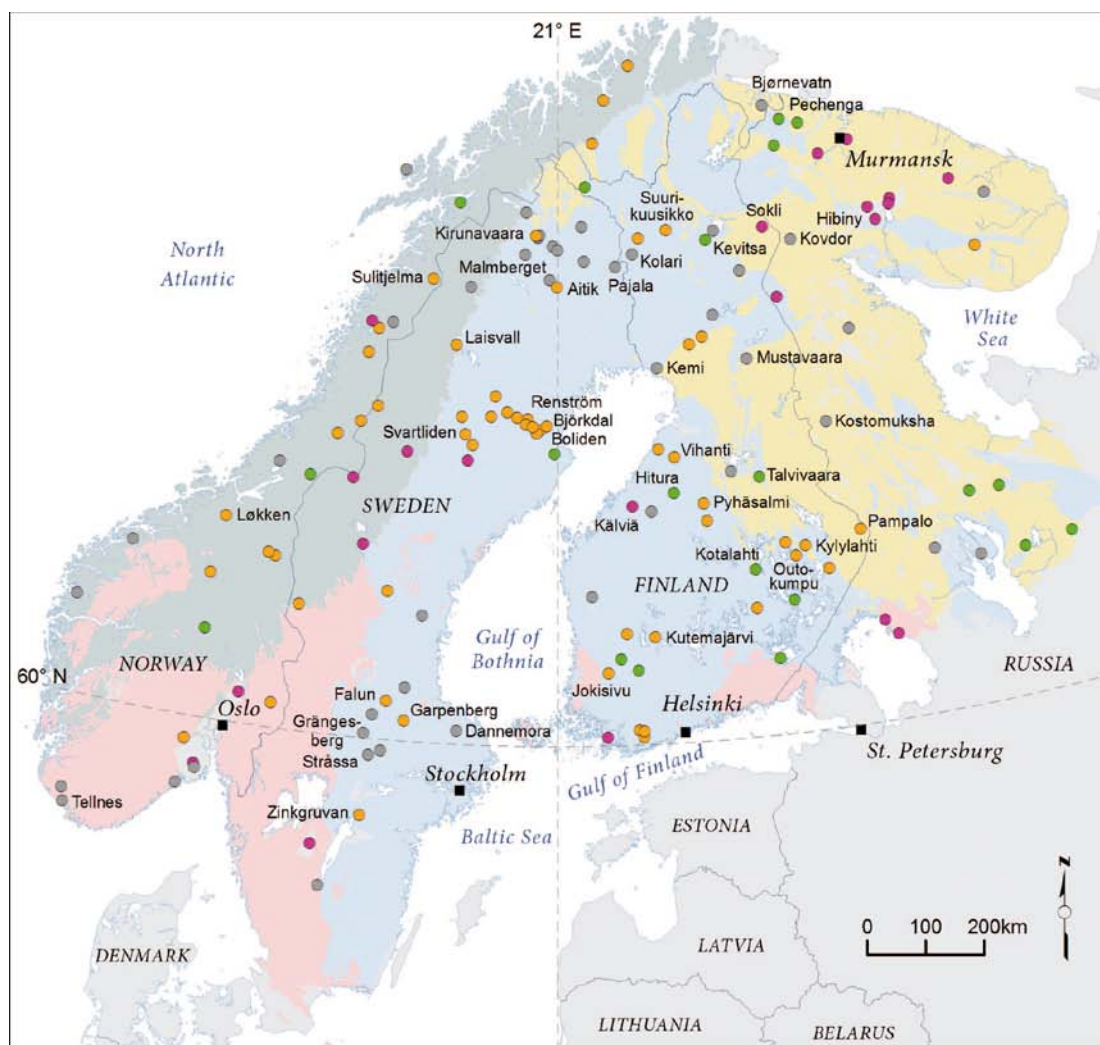 21° E
Bjørnevatn
Pechenga
Murmansk
North
Atlantic
Suuri-
kuusikko
Sokli
Hibiny
Kirunavaara
Kevitsa
Kovdor
Malmberget
Kolari
Pajala
Sulitjelma
Aitik
White
Sea
Laisvall
Kemi
Mustavaara
Renström
Björkdal
Boliden
Svartliden
Kostomuksha
Vihanti
Hitura
Talvivaara
SWEDEN
Pyhäsalmi
Løkken
Kälviä
Pampalo
Kotalahti
Kylylahti
FINLAND
Outo-
kumpu
Gulf of
Bothnia
Kutemajärvi
NORWAY
RUSSIA
60° N
Jokisivu
Oslo
Falun
Garpenberg
Helsinki
Gränges-
berg
Dannemora
Stråssa
St. Petersburg
Stockholm
Gulf of Finland
Tellnes
Zinkgruvan
Baltic Sea
ESTONIA
N
0 100 200km
DENMARK
LATVIA
LITHUANIA
BELARUS